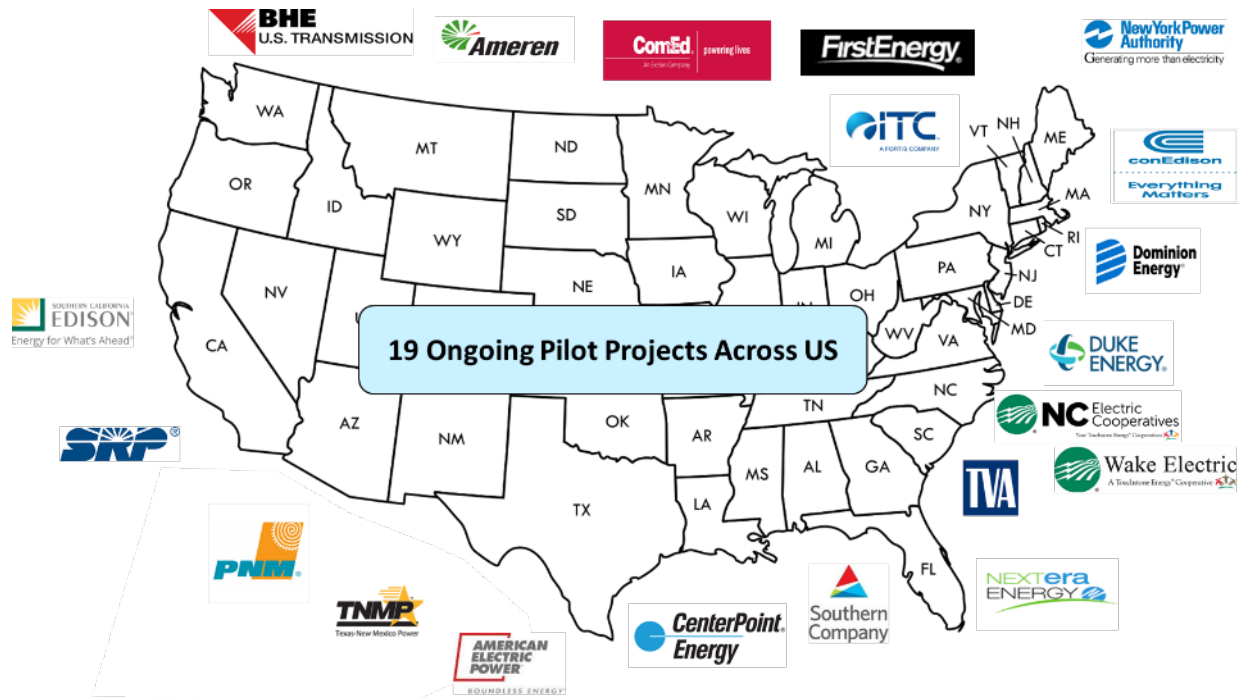 BHE
U.S. TRANSMISSION
Ameren
ComEd.
An Exelon Company
powering lives
FirstEnergy®
NewYorkPower
Authority
Generating more than electricity
ITC
A FORTIS COMPANY
conEdison
Everything
Matters
Dominion
Energy®
DUKE
ENERGY®
NC Electric
Cooperatives
Your Touchstone Energy® Cooperatives
Wake Electric
A Touchstone Energy® Cooperative
TVA
NEXTera
ENERGY
Southern
Company
CenterPoint®
Energy
AMERICAN
ELECTRIC
POWER®
BOUNDLESS ENERGY
TNMP
Texas-New Mexico Power
PNM®
SRP®
SOUTHERN CALIFORNIA
EDISON®
Energy for What's Ahead®
WA
MT
ND
MN
OR
ID
WY
SD
WI
MI
NY
VT
NH
ME
MA
RI
CT
NJ
DE
MD
PA
IA
NE
NV
CA
OH
WV
VA
19 Ongoing Pilot Projects Across US
NC
TN
SC
AZ
NM
OK
AR
MS
AL
GA
LA
TX
FL